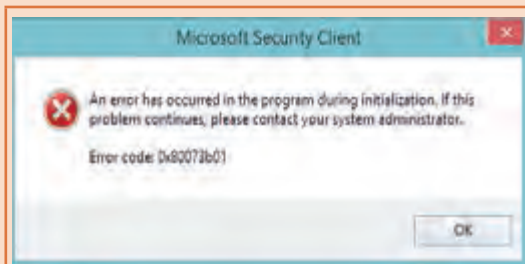 Microsoft Security Client
An error has occurred in the program during initialization. If this
problem continues, please contact your system administrator.
Error code: 0x80073b01
OK